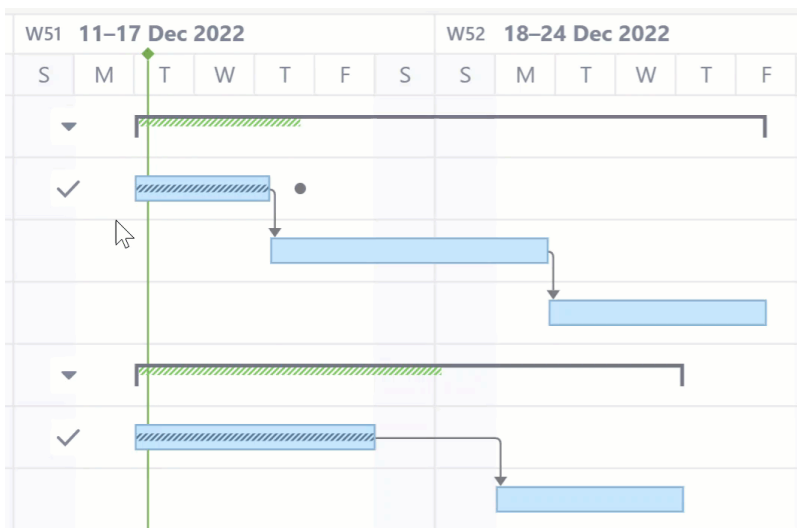 W51 11–17 Dec 2022 W52 18–24 Dec 2022
S M T W T F S S M T W T F